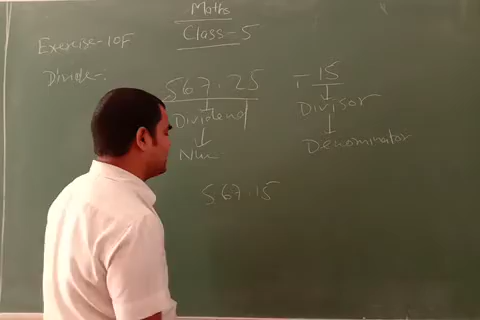 Maths
Class-5
Exercise-10F
Divide-: 567.25 ÷ 15
Dividend Divisor
Num Denominator
567.15